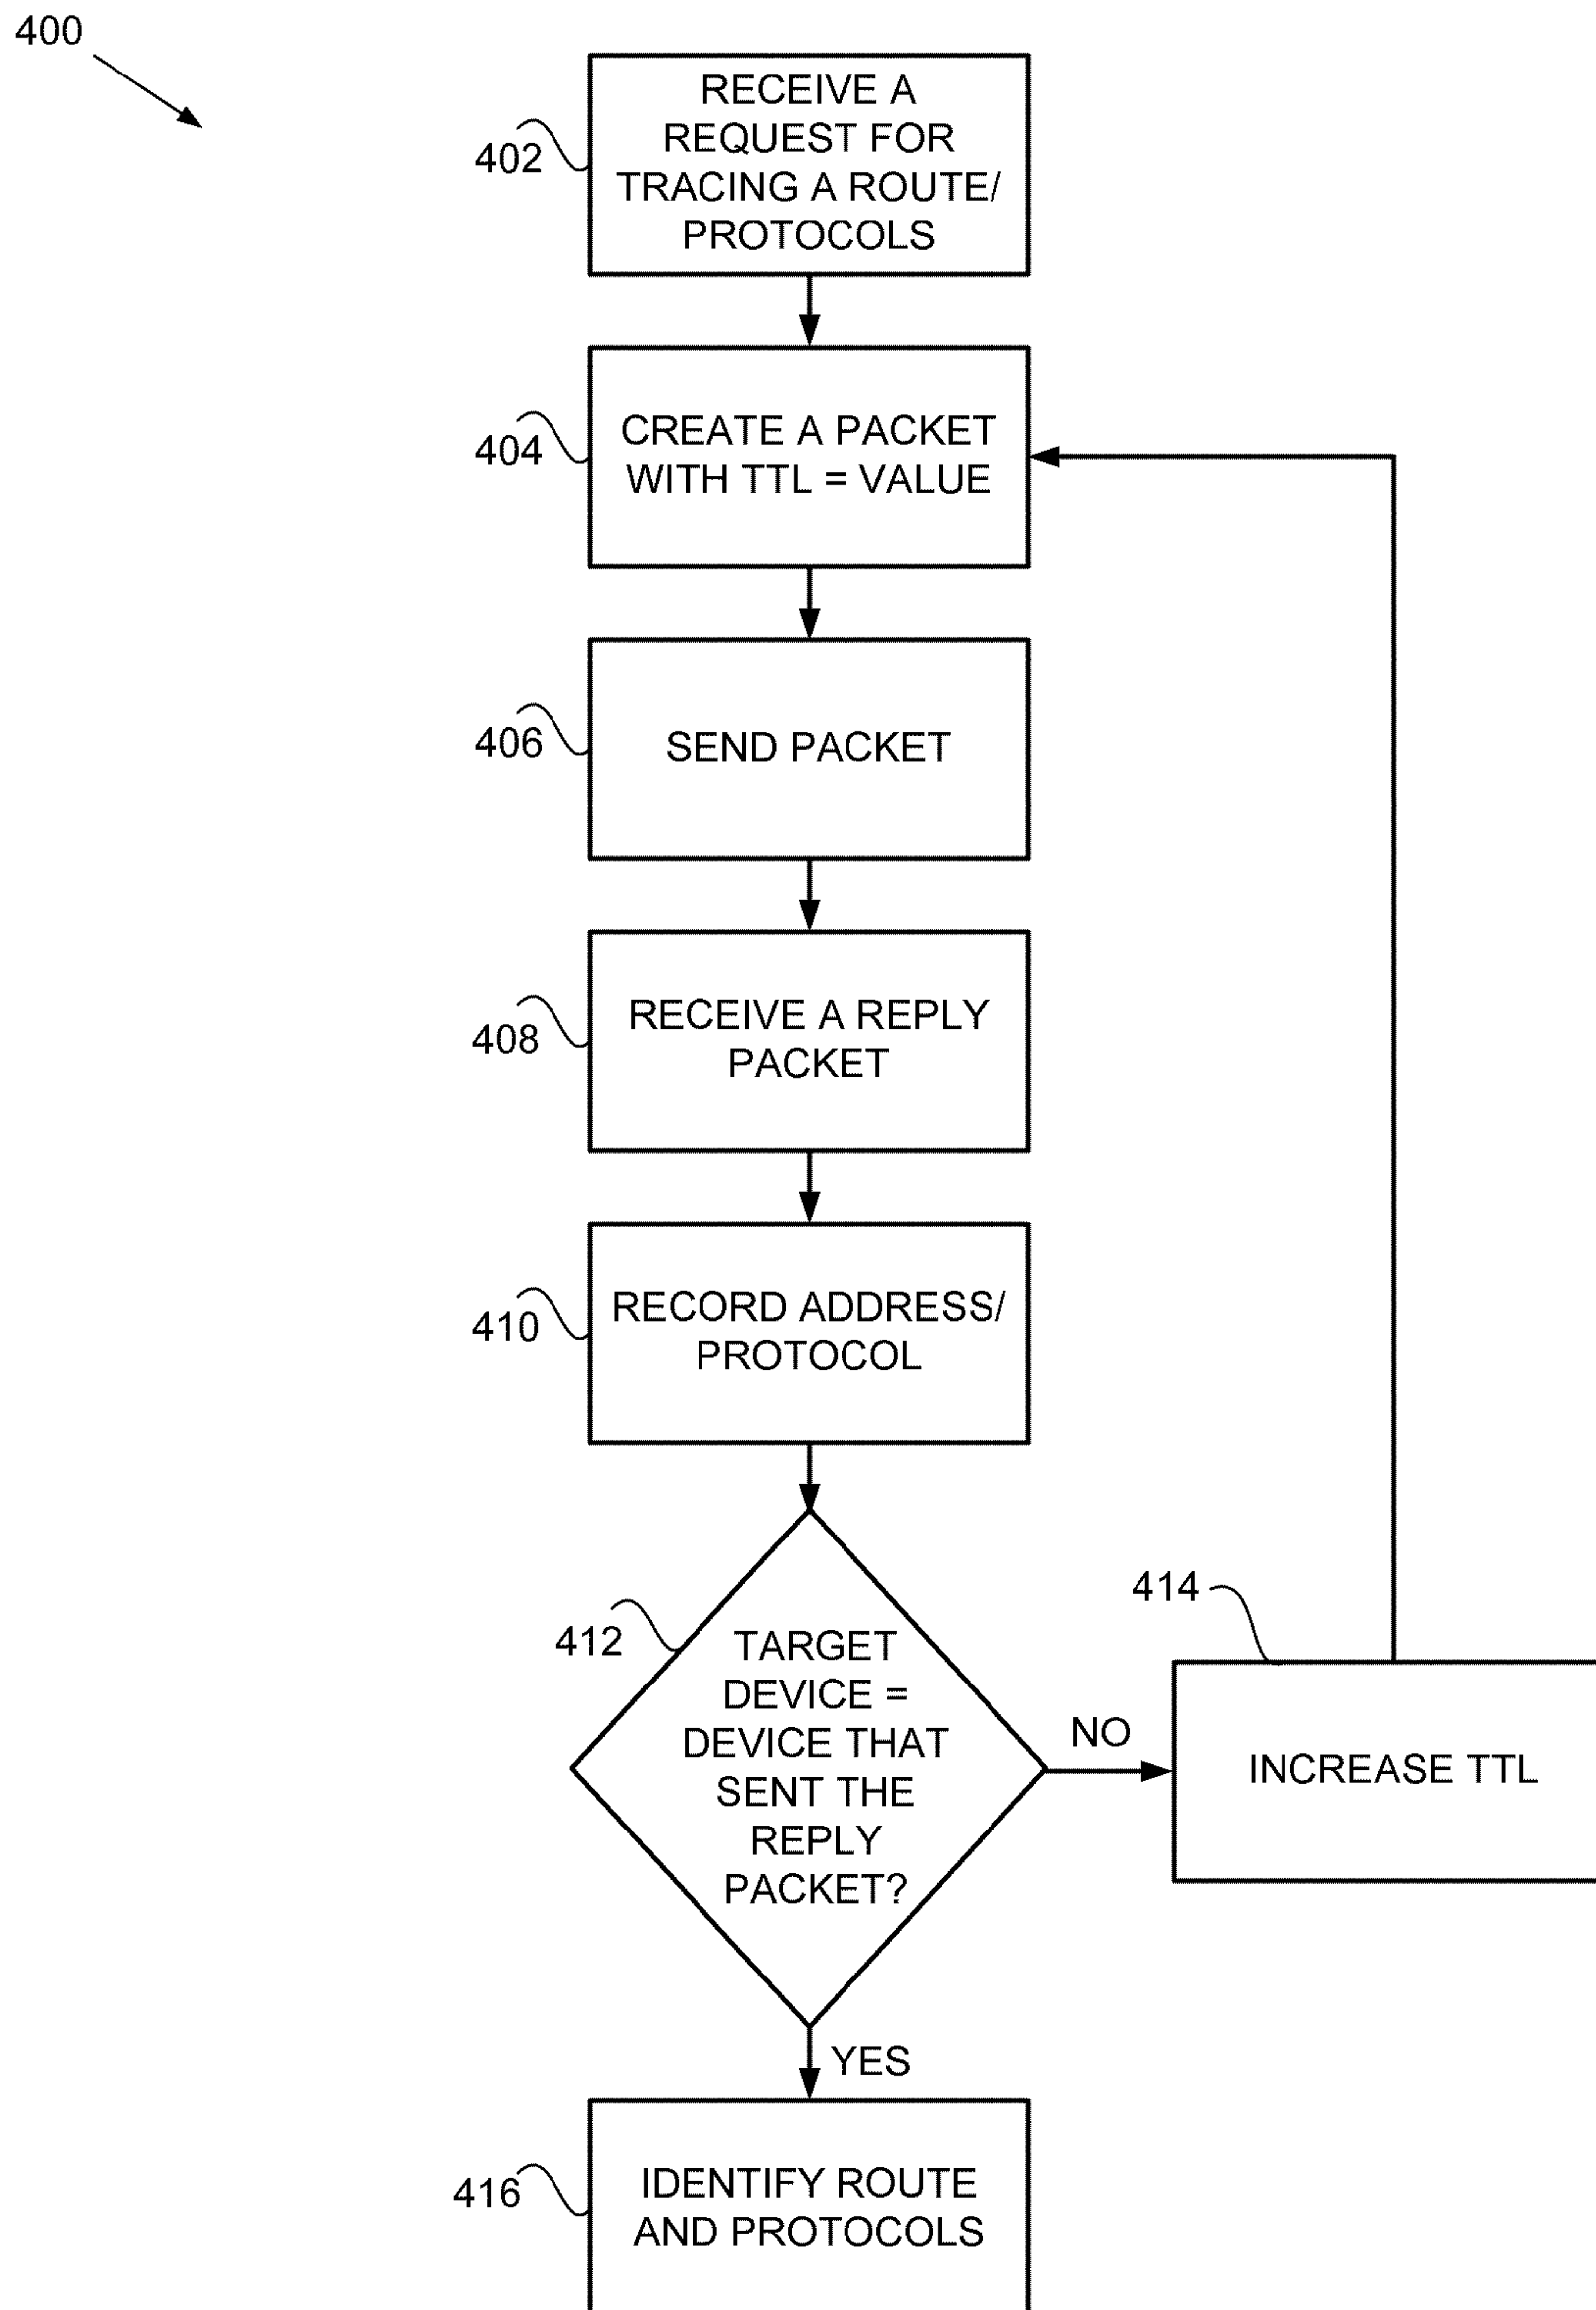 400
402
RECEIVE A
REQUEST FOR
TRACING A ROUTE/
PROTOCOLS
404
CREATE A PACKET
WITH TTL = VALUE
406
SEND PACKET
408
RECEIVE A REPLY
PACKET
410
RECORD ADDRESS/
PROTOCOL
412
TARGET
DEVICE =
DEVICE THAT
SENT THE
REPLY
PACKET?
NO
414
INCREASE TTL
YES
416
IDENTIFY ROUTE
AND PROTOCOLS